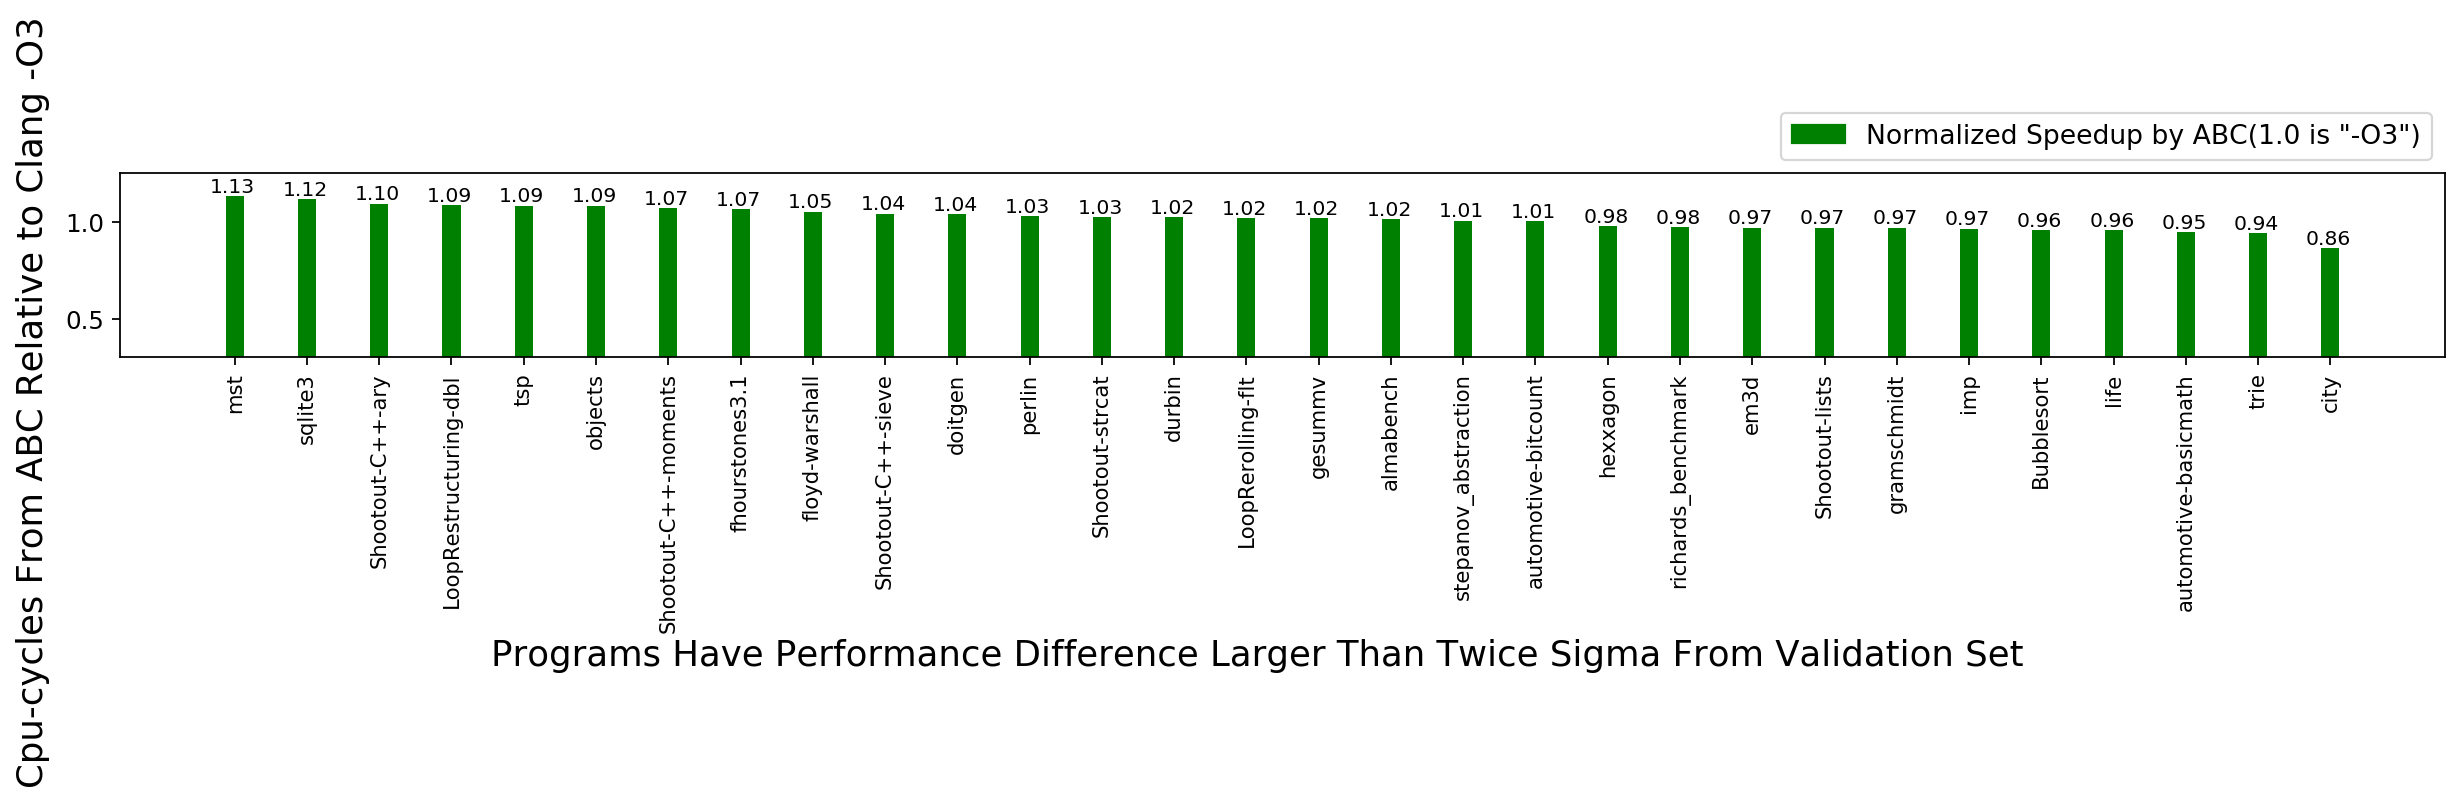 Cpu-cycles From ABC Relative to Clang -O3
Normalized Speedup by ABC(1.0 is "-O3")
1.13 1.12 1.10 1.09 1.09 1.09 1.07 1.07 1.05 1.04 1.04 1.03 1.03 1.02 1.02 1.02 1.02 1.01 1.01 0.98 0.98 0.97 0.97 0.97 0.97 0.96 0.96 0.95 0.94 0.86
1.0
0.5
mst
sqlite3
Shootout-C++-ary
LoopRestructuring-dbl
tsp
objects
Shootout-C++-moments
fhourstones3.1
floyd-warshall
Shootout-C++-sieve
doitgen
perlin
Shootout-strcat
durbin
LoopRerolling-flt
gesummv
almabench
stepanov_abstraction
automotive-bitcount
hexxagon
richards_benchmark
em3d
Shootout-lists
gramschmidt
imp
Bubblesort
life
automotive-basicmath
trie
city
Programs Have Performance Difference Larger Than Twice Sigma From Validation Set